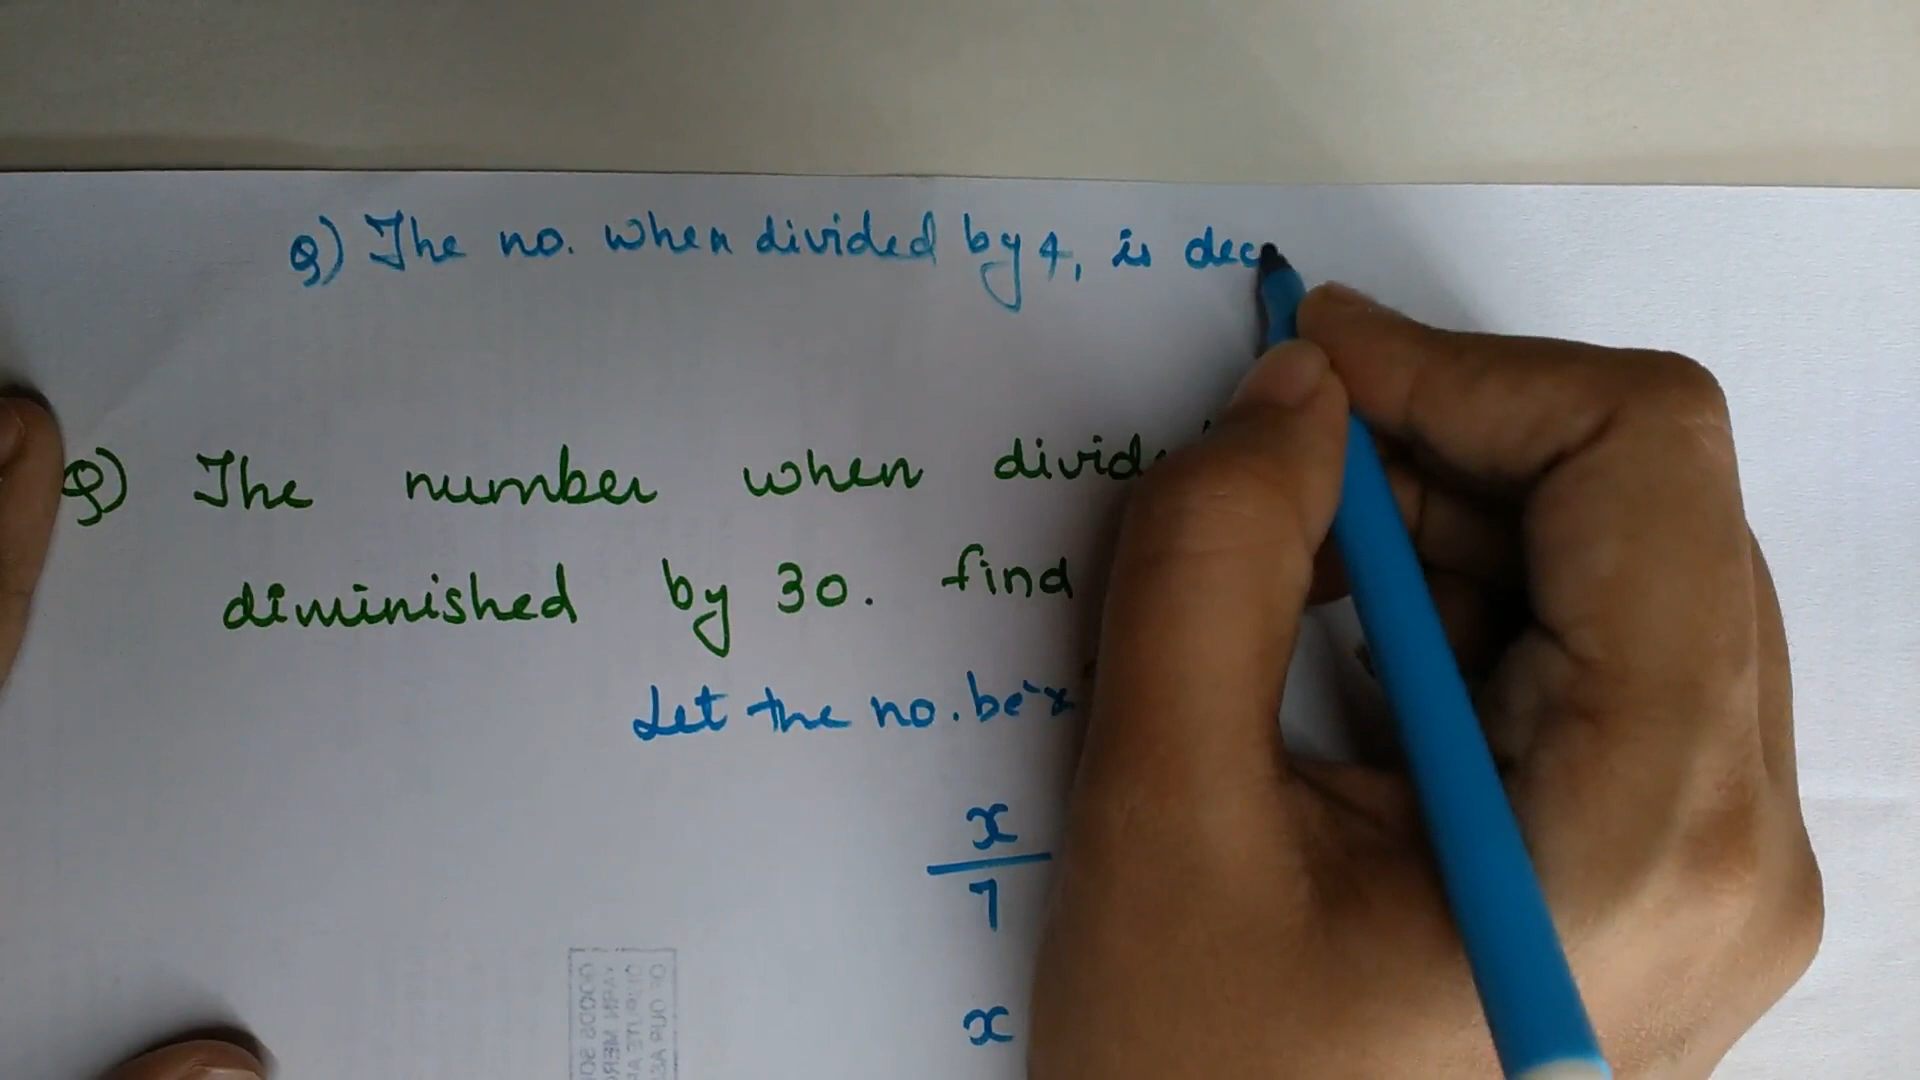 Q) The no. when divided by 4, is dec
Q) The number when divid
diminished by 30. find
Let the no. be 'x
x
7
x